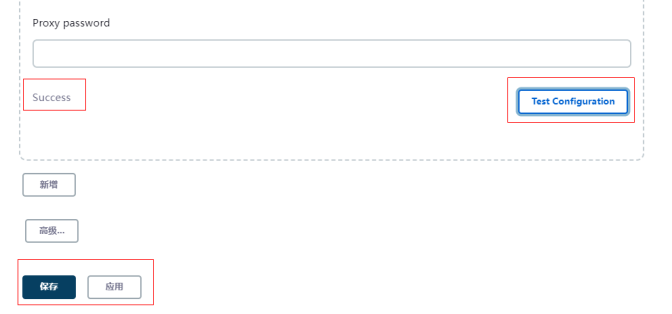 Proxy password
Success
Test Configuration
新增
高级...
保存
应用